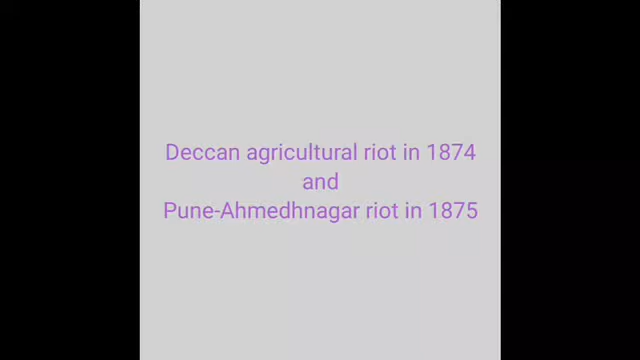 Deccan agricultural riot in 1874
and
Pune-Ahmedhnagar riot in 1875